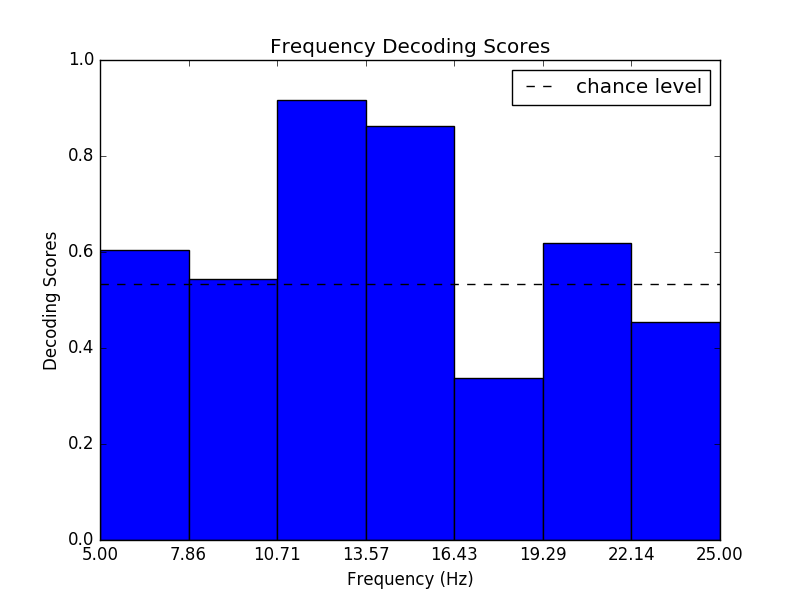 Frequency Decoding Scores
chance level
1.0
0.8
0.6
0.4
0.2
0.0
Decoding Scores
5.00 7.86 10.71 13.57 16.43 19.29 22.14 25.00
Frequency (Hz)